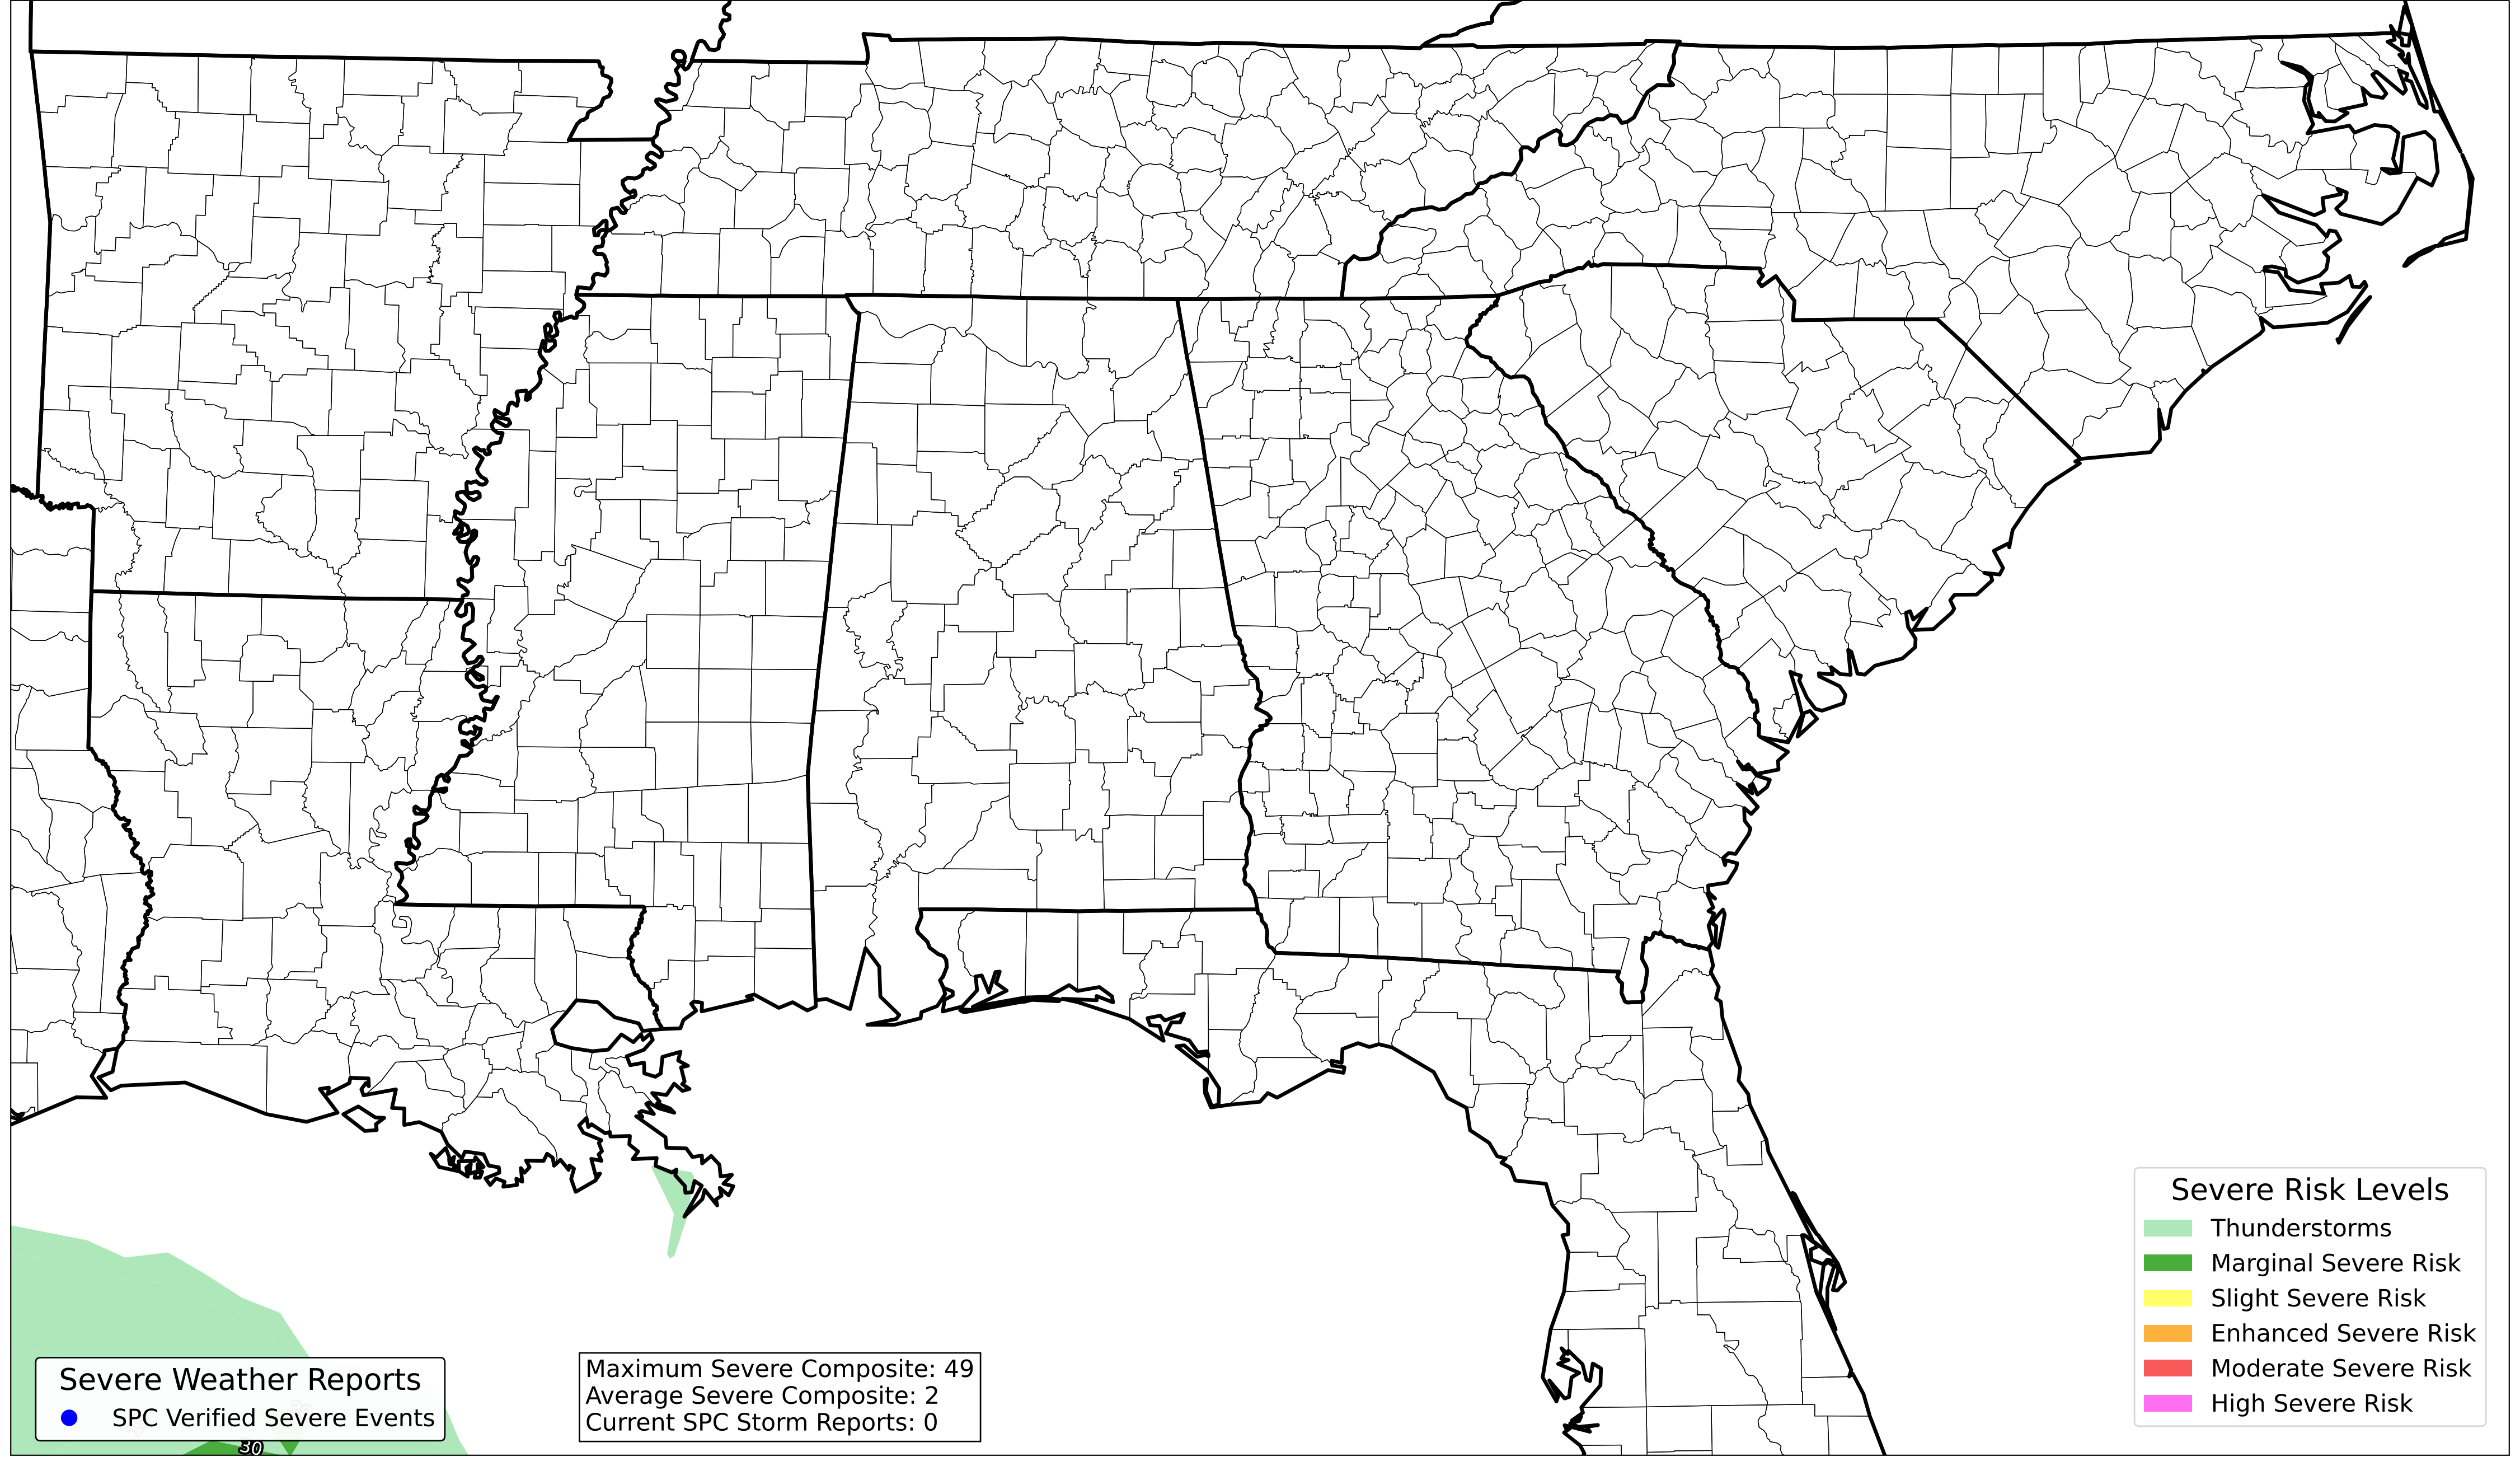 Severe Weather Reports
SPC Verified Severe Events
30
Maximum Severe Composite: 49
Average Severe Composite: 2
Current SPC Storm Reports: 0
Severe Risk Levels
Thunderstorms
Marginal Severe Risk
Slight Severe Risk
Enhanced Severe Risk
Moderate Severe Risk
High Severe Risk